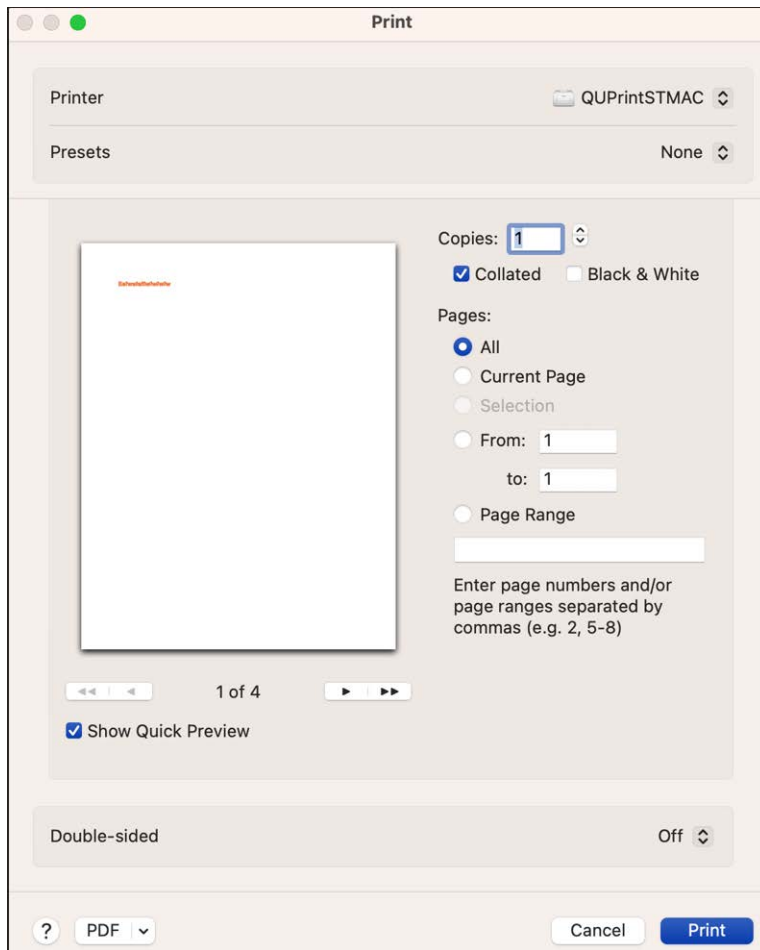 Print
Printer QUPrintSTMAC
Presets None
Copies: 1
Collated Black & White
Pages:
All
Current Page
Selection
From: 1
to: 1
Page Range
Enter page numbers and/or
page ranges separated by
commas (e.g. 2, 5-8)
1 of 4
Show Quick Preview
Double-sided Off
? PDF Cancel Print